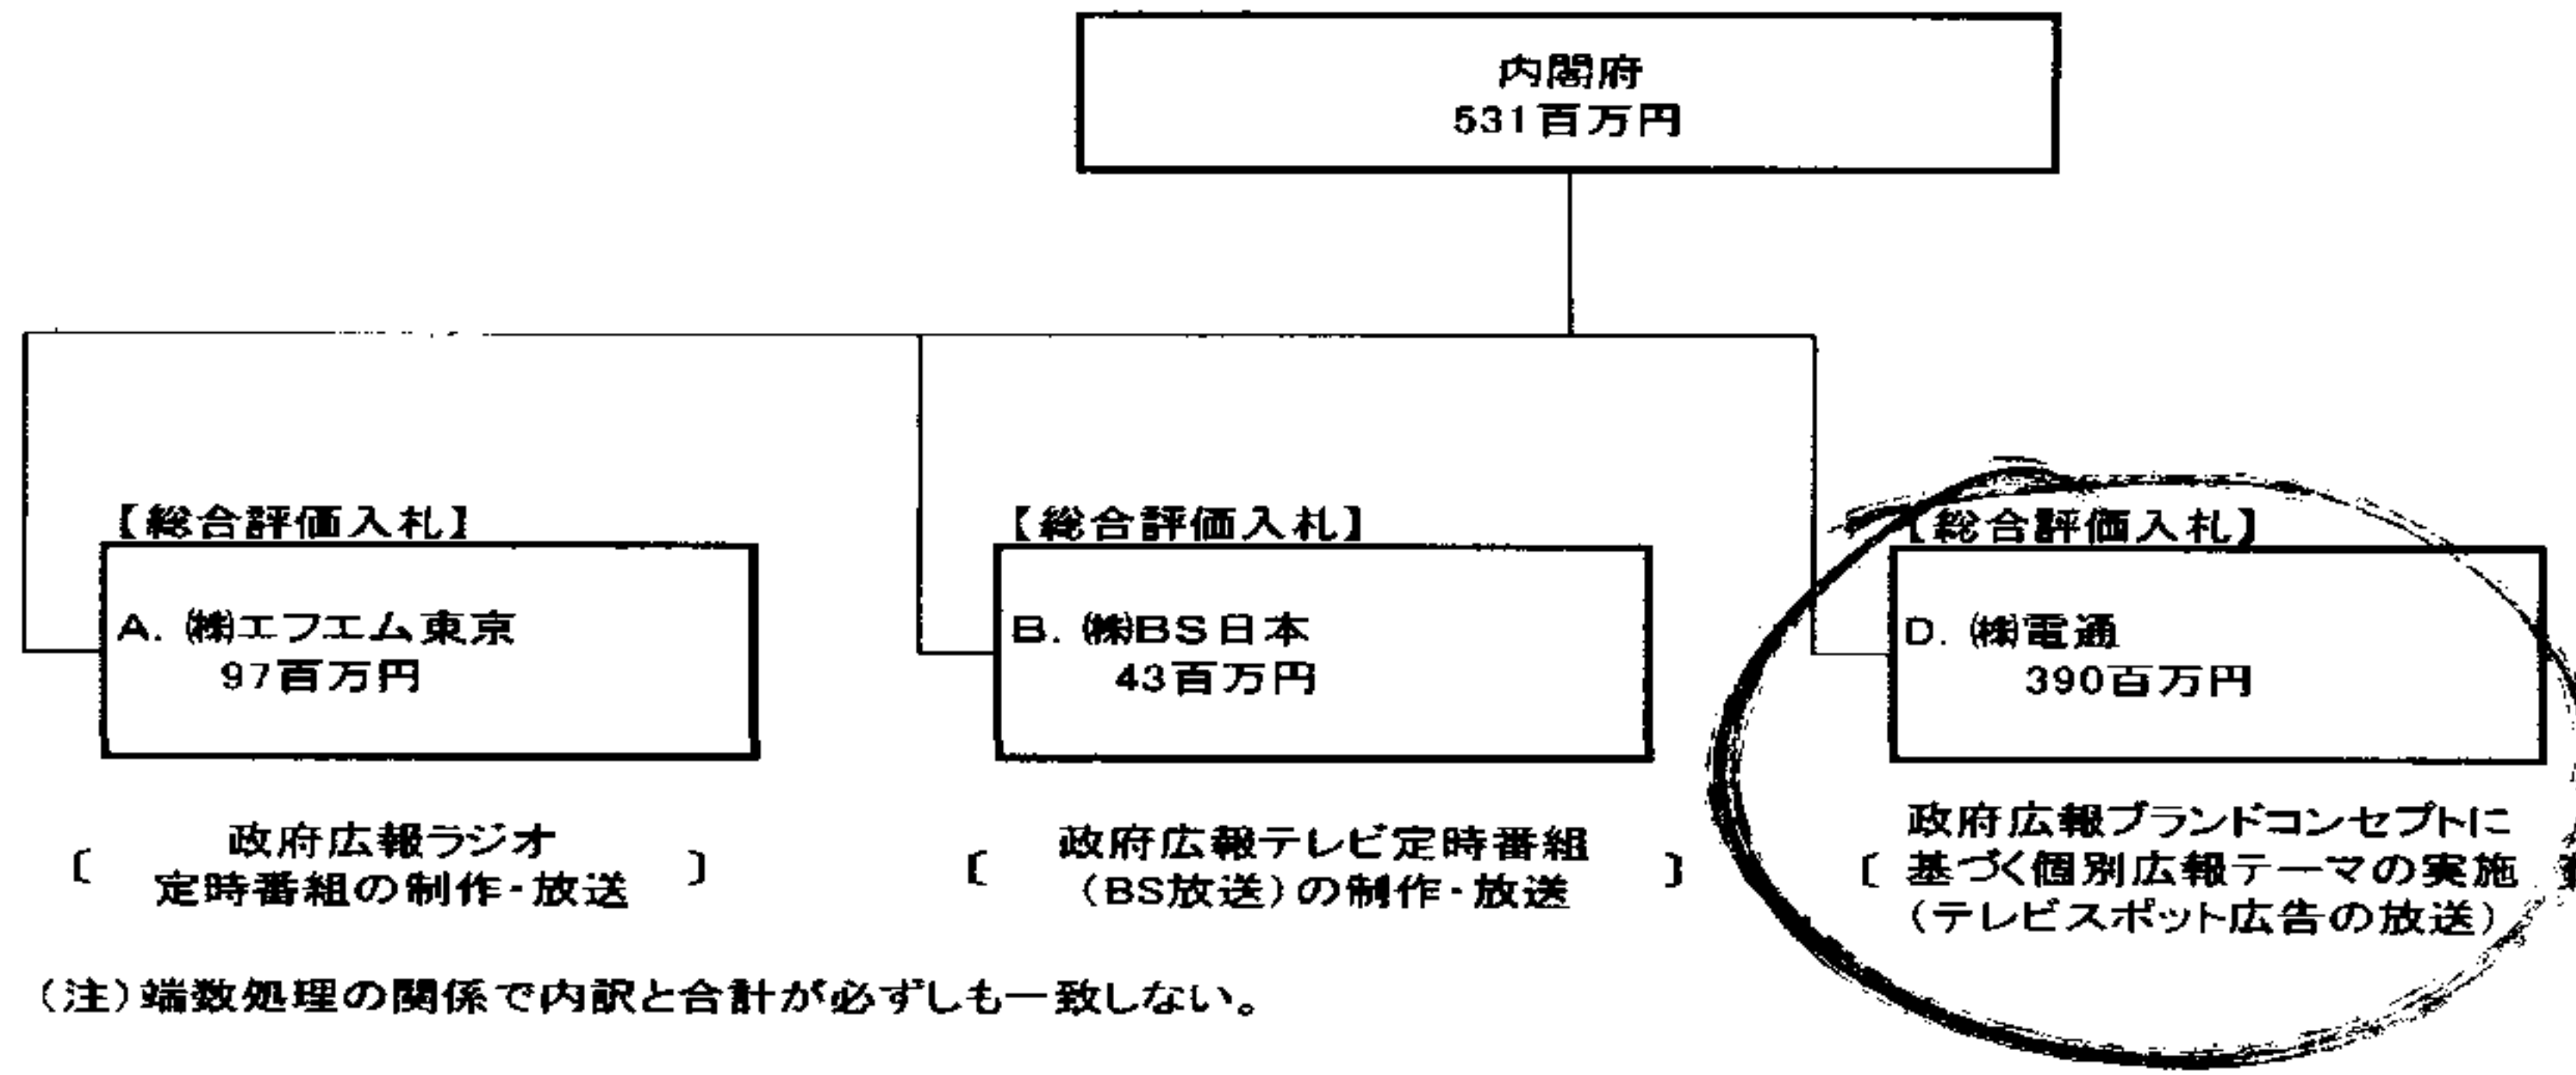 内閣府
531百万円
【総合評価入札】
A. ㈱エフエム東京
97百万円
〔政府広報ラジオ
定時番組の制作・放送〕
【総合評価入札】
B. ㈱BS日本
43百万円
〔政府広報テレビ定時番組
(BS放送)の制作・放送〕
【総合評価入札】
D. ㈱電通
390百万円
〔政府広報ブランドコンセプトに
基づく個別広報テーマの実施
(テレビスポット広告の放送)
(注)端数処理の関係で内訳と合計が必ずしも一致しない。